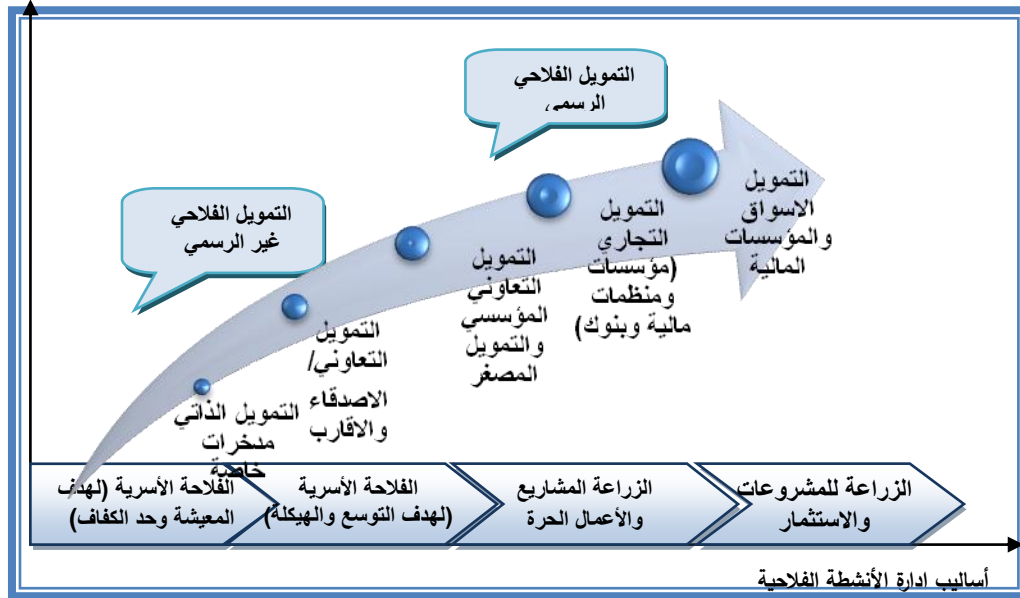 التمويل الفلاحي
الرسمي
التمويل الفلاحي
غير الرسمي
التمويل
الاسواق
والمؤسسات
المالية
التمويل
التجاري
(مؤسسات
ومنظمات
مالية وبنوك)
التمويل
التعاوني
المؤسسي
والتمويل
المصغر
التمويل
التعاوني/
الاصدقاء
والاقارب
التمويل الذاتي
مدخرات
خاصة
الفلاحة الأسرية (لهدف
المعيشة وحد الكفاف)
الفلاحة الأسرية
(لهدف التوسع والهيكلة)
الزراعة المشاريع
والأعمال الحرة
الزراعة للمشروعات
والاستثمار
أساليب ادارة الأنشطة الفلاحية